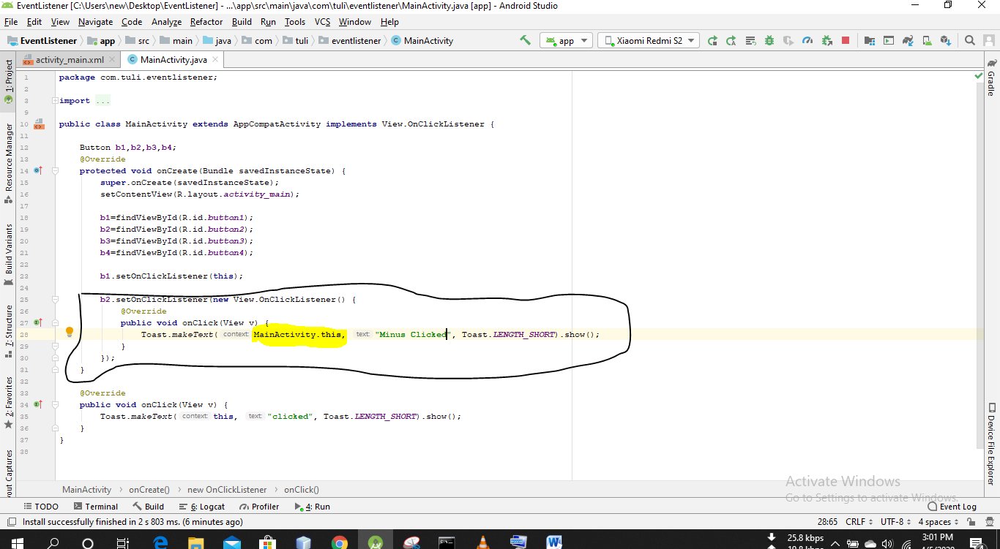 EventListener [C:\Users\new\Desktop\EventListener] - ...\app\src\main\java\com\tuli\eventlistener\MainActivity.java [app] - Android Studio
File Edit View Navigate Code Analyze Refactor Build Run Tools VCS Window Help
EventListener app src main java com tuli eventlistener MainActivity app Xiaomi Redmi S2
activity_main.xml MainActivity.java
1: Project
Resource Manager
Build Variants
7: Structure
2: Favorites
out Captures
Gradle
Device File Explorer
1 package com.tuli.eventlistener;
2
3 import ...
9
10 public class MainActivity extends AppCompatActivity implements View.OnClickListener {
11
12 Button b1,b2,b3,b4;
13 @Override
14 protected void onCreate(Bundle savedInstanceState) {
15 super.onCreate(savedInstanceState);
16 setContentView(R.layout.activity_main);
17
18 b1=findViewById(R.id.button1);
19 b2=findViewById(R.id.button2);
20 b3=findViewById(R.id.button3);
21 b4=findViewById(R.id.button4);
22
23 b1.setOnClickListener(this);
24
25 b2.setOnClickListener(new View.OnClickListener() {
26 @Override
27 public void onClick(View v) {
28 Toast.makeText( context: MainActivity.this, text: "Minus Clicked", Toast.LENGTH_SHORT).show();
29 }
30 });
31 }
32
33 @Override
34 public void onClick(View v) {
35 Toast.makeText( context: this, text: "clicked", Toast.LENGTH_SHORT).show();
36 }
37 }
38
Activate Windows
Go to Settings to activate Windows.
MainActivity > onCreate() > new OnClickListener > onClick()
TODO Terminal Build 6: Logcat Profiler 4: Run Event Log
Install successfully finished in 2 s 803 ms. (6 minutes ago) 28:65 CRLF UTF-8 4 spaces
25.8 kbps 3:01 PM